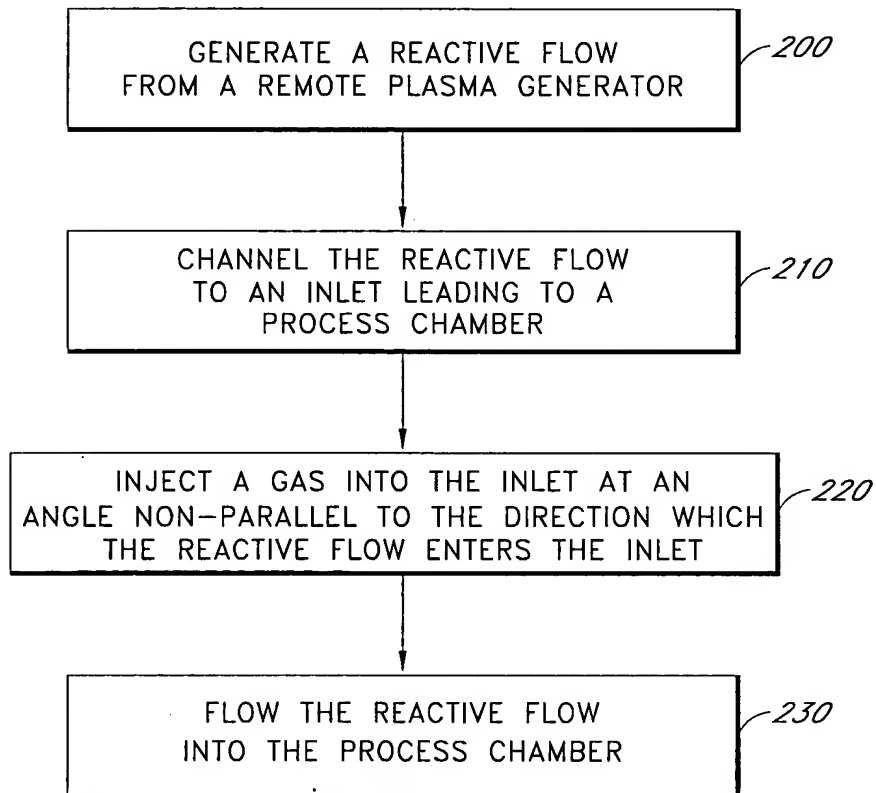 GENERATE A REACTIVE FLOW
FROM A REMOTE PLASMA GENERATOR
200
CHANNEL THE REACTIVE FLOW
TO AN INLET LEADING TO A
PROCESS CHAMBER
210
INJECT A GAS INTO THE INLET AT AN
ANGLE NON-PARALLEL TO THE DIRECTION WHICH
THE REACTIVE FLOW ENTERS THE INLET
220
FLOW THE REACTIVE FLOW
INTO THE PROCESS CHAMBER
230